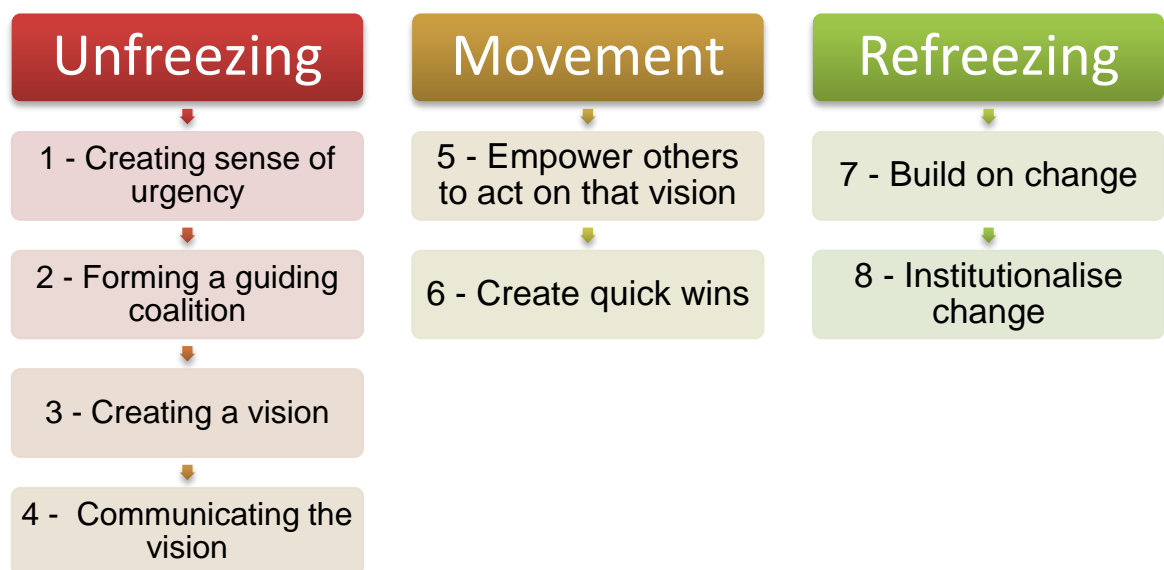 Unfreezing
1 - Creating sense of
urgency
2 - Forming a guiding
coalition
3 - Creating a vision
4 -  Communicating the
vision
Movement
5 - Empower others
to act on that vision
6 - Create quick wins
Refreezing
7 - Build on change
8 - Institutionalise
change